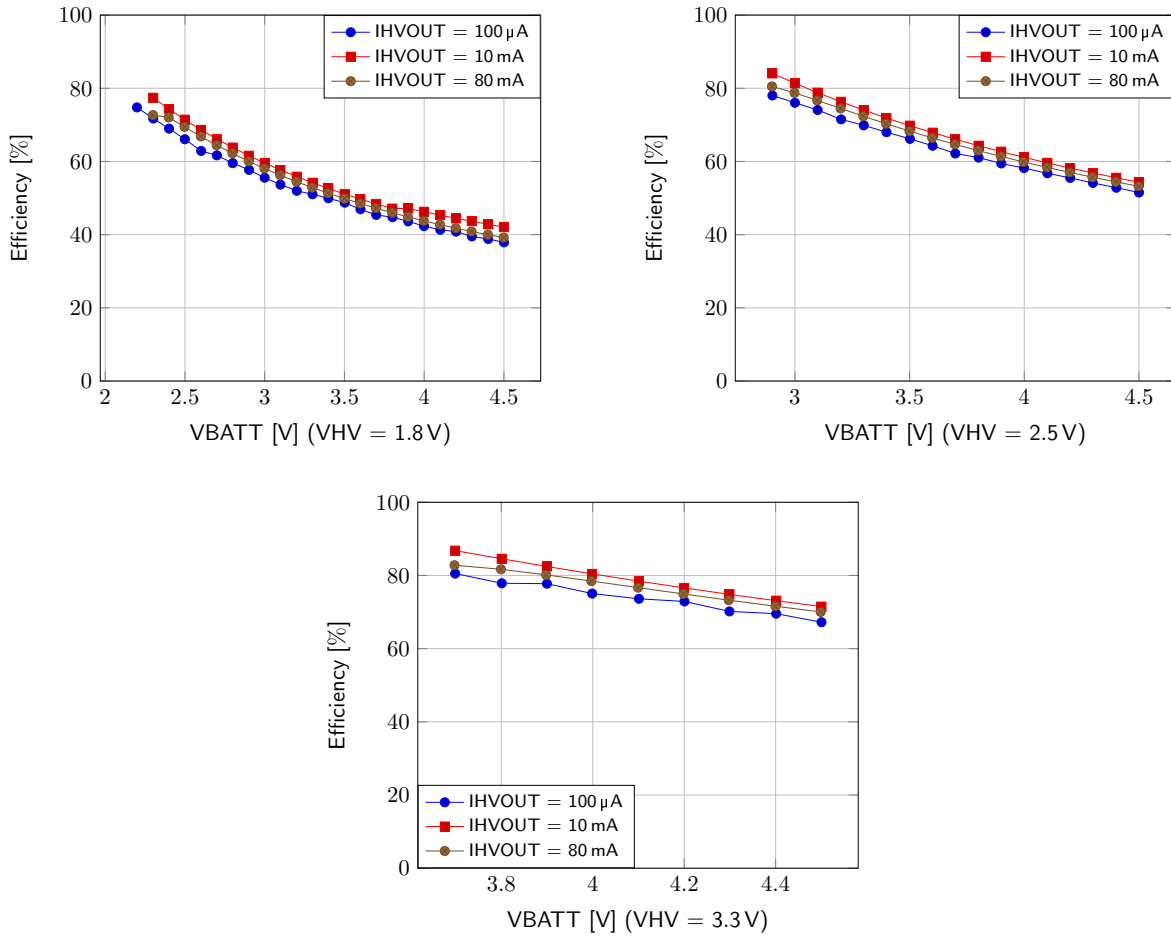 100
80
60
40
20
0
Efficiency [%]
IHVOUT = 100 µA
IHVOUT = 10 mA
IHVOUT = 80 mA
2 2.5 3 3.5 4 4.5
VBATT [V] (VHV = 1.8 V)
100
80
60
40
20
0
Efficiency [%]
IHVOUT = 100 µA
IHVOUT = 10 mA
IHVOUT = 80 mA
3 3.5 4 4.5
VBATT [V] (VHV = 2.5 V)
100
80
60
40
20
0
Efficiency [%]
IHVOUT = 100 µA
IHVOUT = 10 mA
IHVOUT = 80 mA
3.8 4 4.2 4.4
VBATT [V] (VHV = 3.3 V)